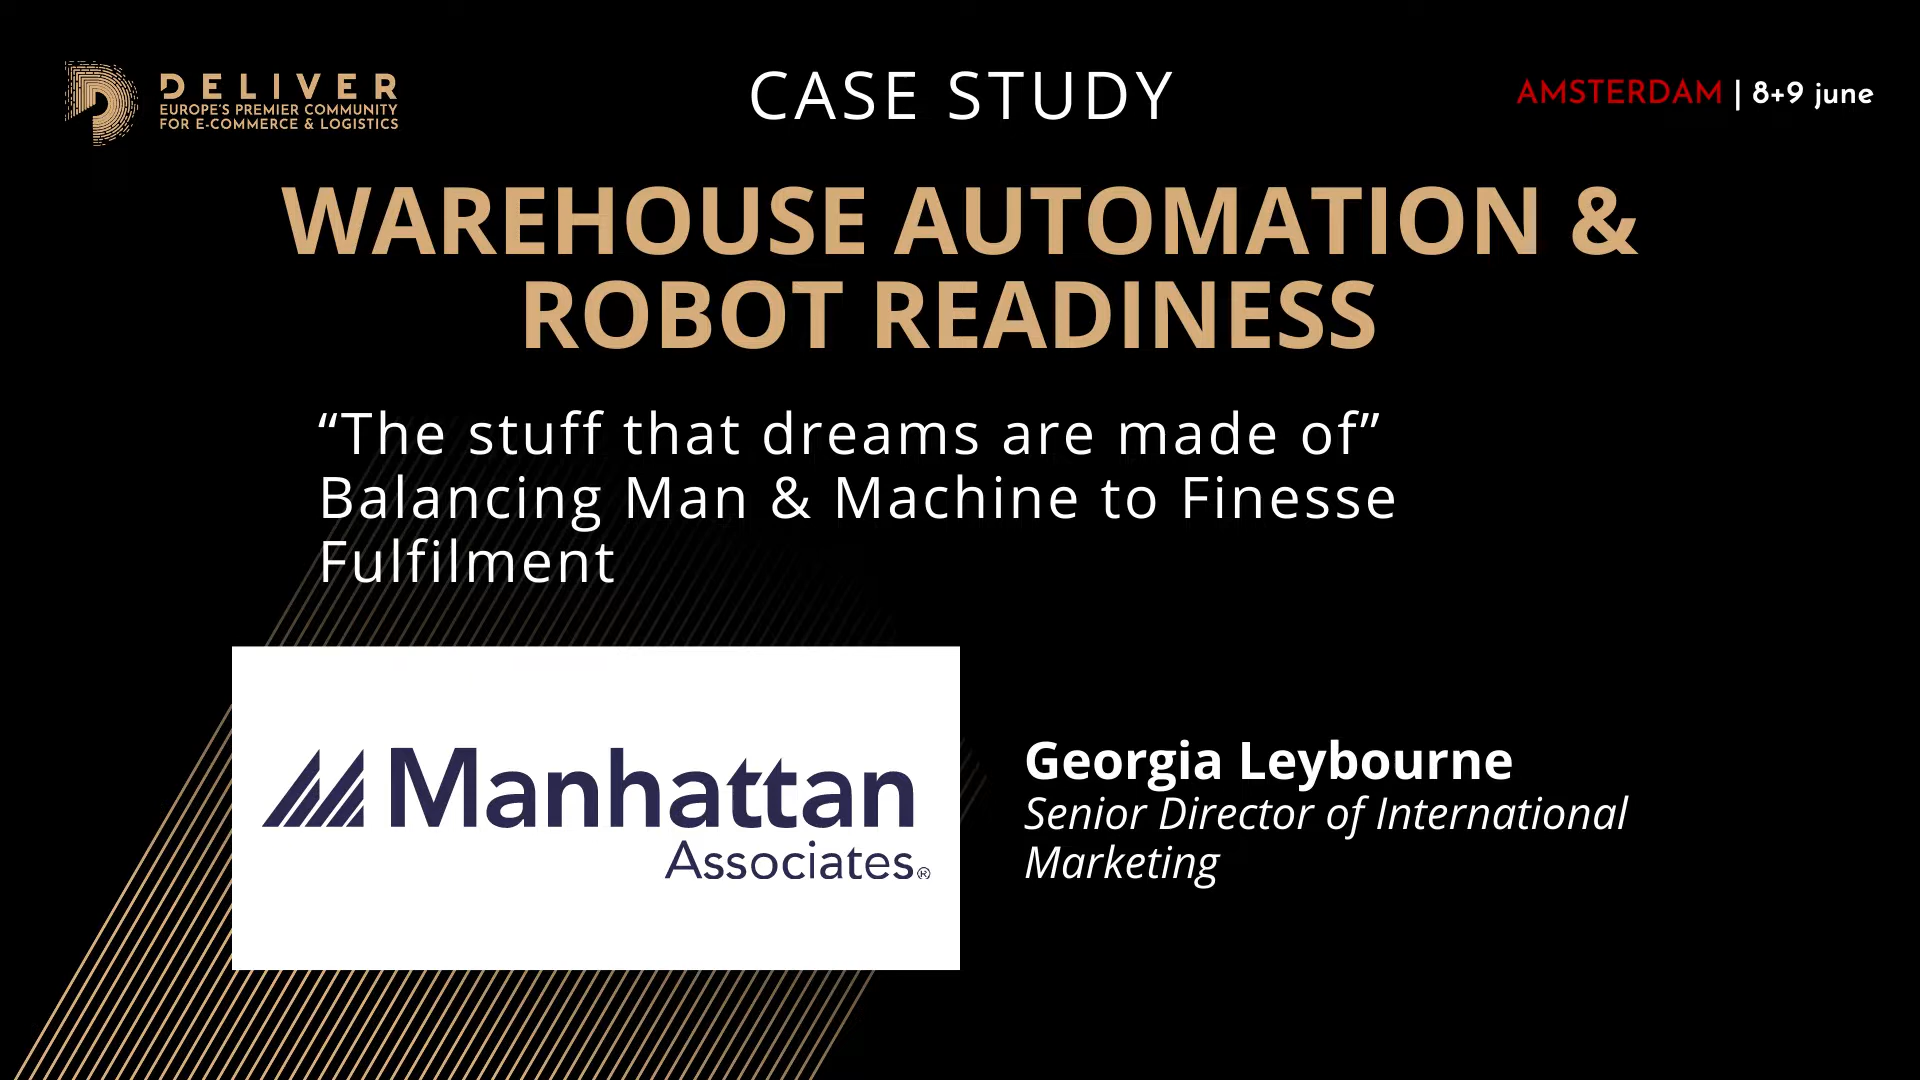 DELIVER
EUROPE'S PREMIER COMMUNITY
FOR E-COMMERCE & LOGISTICS
CASE STUDY
AMSTERDAM | 8+9 june
WAREHOUSE AUTOMATION &
ROBOT READINESS
“The stuff that dreams are made of”
Balancing Man & Machine to Finesse
Fulfilment
Manhattan
Associates®
Georgia Leybourne
Senior Director of International
Marketing